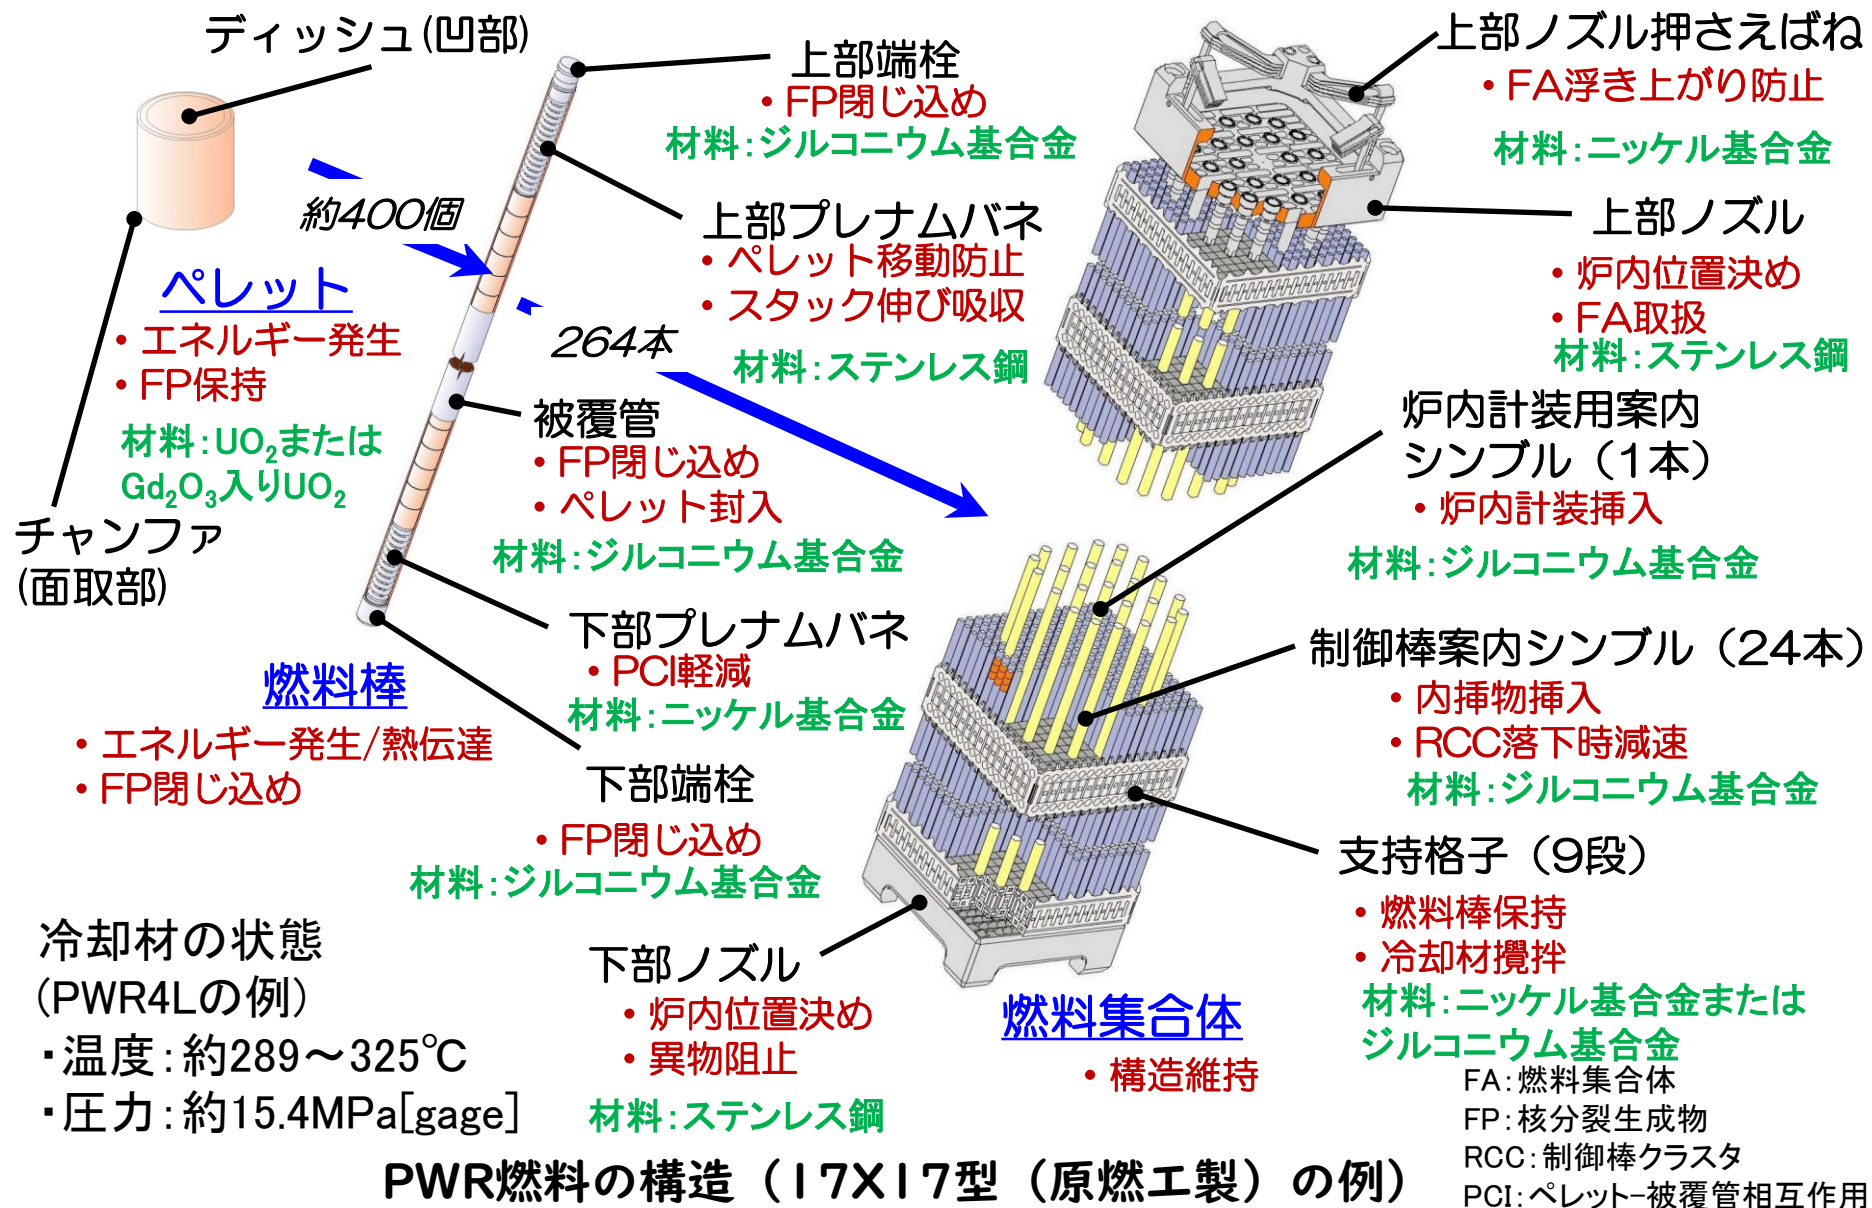 ディッシュ(凹部)
約400個
ペレット
・エネルギー発生
・FP保持
材料：UO₂または
Gd₂O₃入りUO₂
チャンファ
(面取部)
上部端栓
・FP閉じ込め
材料：ジルコニウム基合金
上部プレナムバネ
・ペレット移動防止
・スタック伸び吸収
材料：ステンレス鋼
264本
被覆管
・FP閉じ込め
・ペレット封入
材料：ジルコニウム基合金
下部プレナムバネ
・PCI軽減
材料：ニッケル基合金
燃料棒
・エネルギー発生/熱伝達
・FP閉じ込め
下部端栓
・FP閉じ込め
材料：ジルコニウム基合金
上部ノズル押さえばね
・FA浮き上がり防止
材料：ニッケル基合金
上部ノズル
・炉内位置決め
・FA取扱
材料：ステンレス鋼
炉内計装用案内
シンブル（1本）
・炉内計装挿入
材料：ジルコニウム基合金
制御棒案内シンブル（24本）
・内挿物挿入
・RCC落下時減速
材料：ジルコニウム基合金
支持格子（9段）
・燃料棒保持
・冷却材攪拌
材料：ニッケル基合金または
ジルコニウム基合金
下部ノズル
・炉内位置決め
・異物阻止
材料：ステンレス鋼
燃料集合体
・構造維持
冷却材の状態
(PWR4Lの例)
・温度：約289～325℃
・圧力：約15.4MPa[gage]
FA：燃料集合体
FP：核分裂生成物
RCC：制御棒クラスタ
PCI：ペレット-被覆管相互作用
PWR燃料の構造（17X17型（原燃工製）の例）